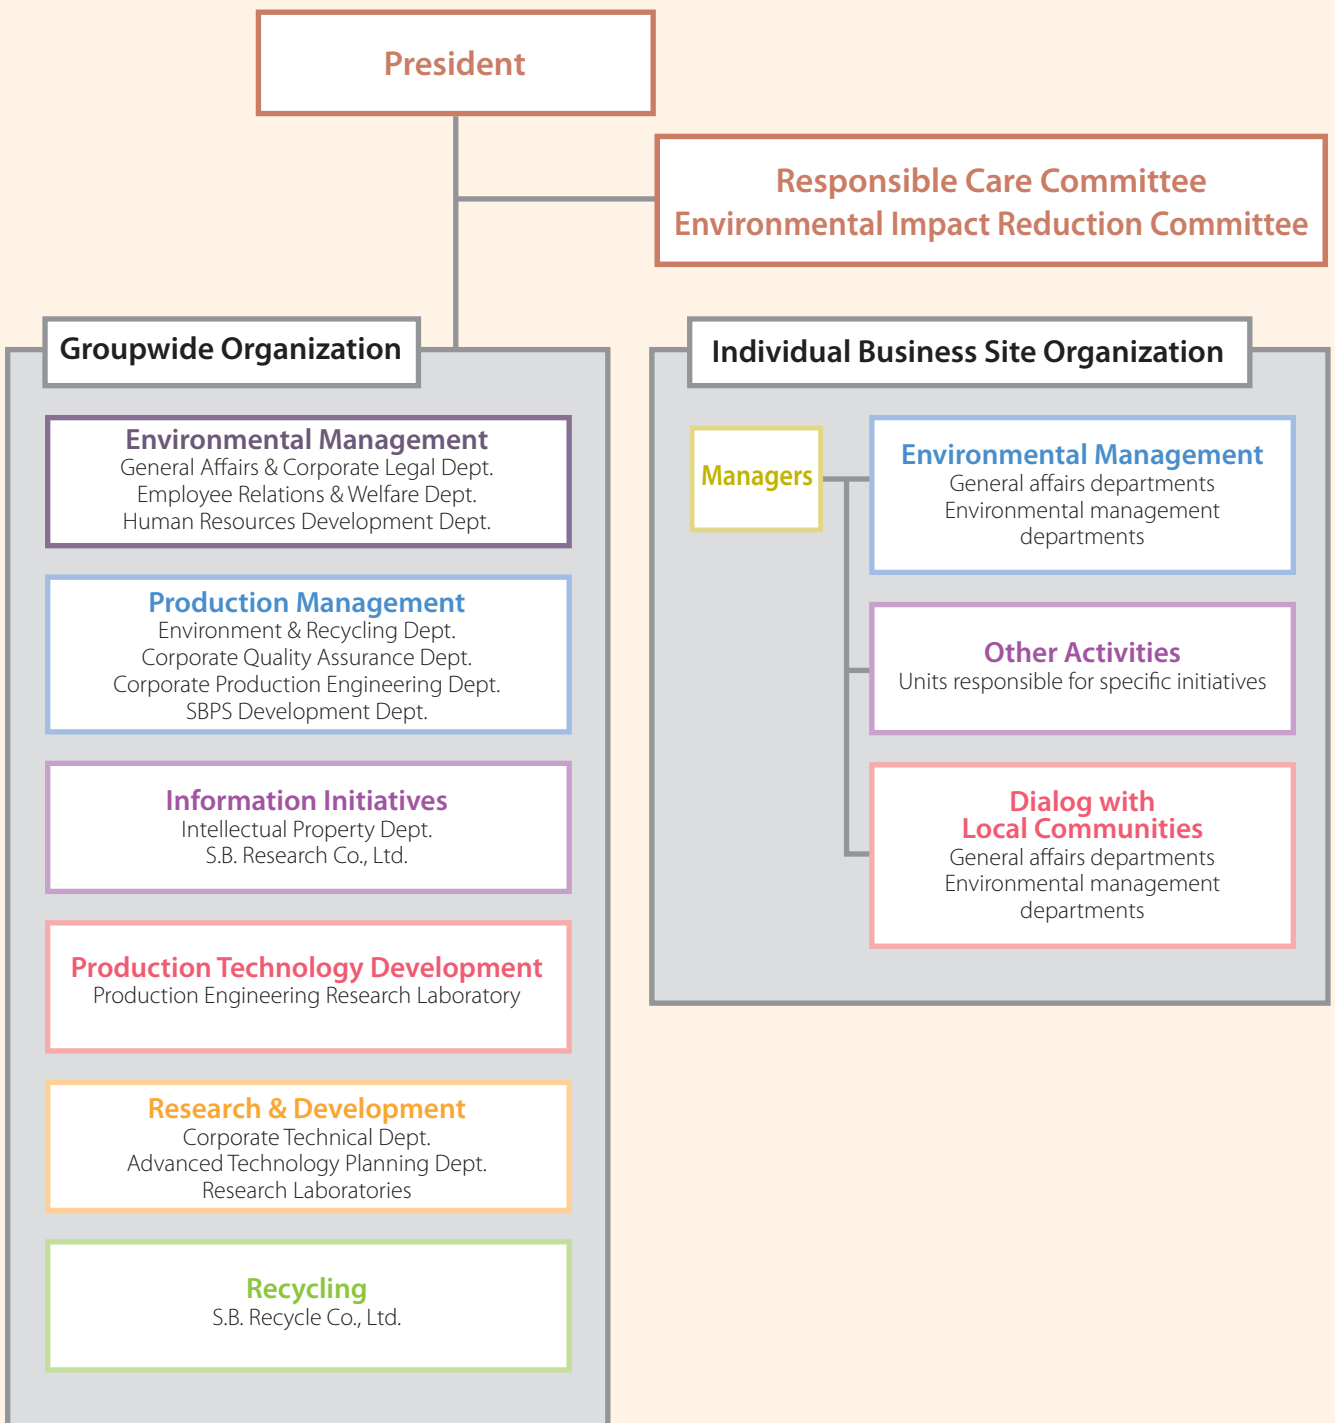 President
Responsible Care Committee
Environmental Impact Reduction Committee
Groupwide Organization
Environmental Management
General Affairs & Corporate Legal Dept.
Employee Relations & Welfare Dept.
Human Resources Development Dept.
Production Management
Environment & Recycling Dept.
Corporate Quality Assurance Dept.
Corporate Production Engineering Dept.
SBPS Development Dept.
Information Initiatives
Intellectual Property Dept.
S.B. Research Co., Ltd.
Production Technology Development
Production Engineering Research Laboratory
Research & Development
Corporate Technical Dept.
Advanced Technology Planning Dept.
Research Laboratories
Recycling
S.B. Recycle Co., Ltd.
Individual Business Site Organization
Managers
Environmental Management
General affairs departments
Environmental management
departments
Other Activities
Units responsible for specific initiatives
Dialog with
Local Communities
General affairs departments
Environmental management
departments